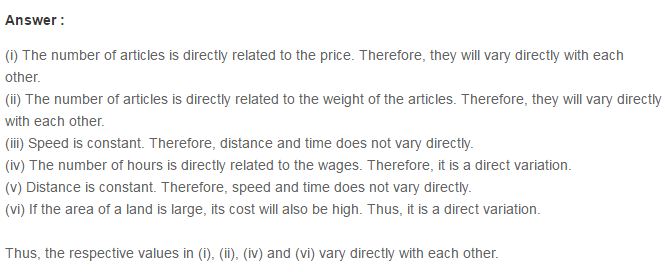 Answer :
(i) The number of articles is directly related to the price. Therefore, they will vary directly with each
other.
(ii) The number of articles is directly related to the weight of the articles. Therefore, they will vary directly
with each other.
(iii) Speed is constant. Therefore, distance and time does not vary directly.
(iv) The number of hours is directly related to the wages. Therefore, it is a direct variation.
(v) Distance is constant. Therefore, speed and time does not vary directly.
(vi) If the area of a land is large, its cost will also be high. Thus, it is a direct variation.
Thus, the respective values in (i), (ii), (iv) and (vi) vary directly with each other.